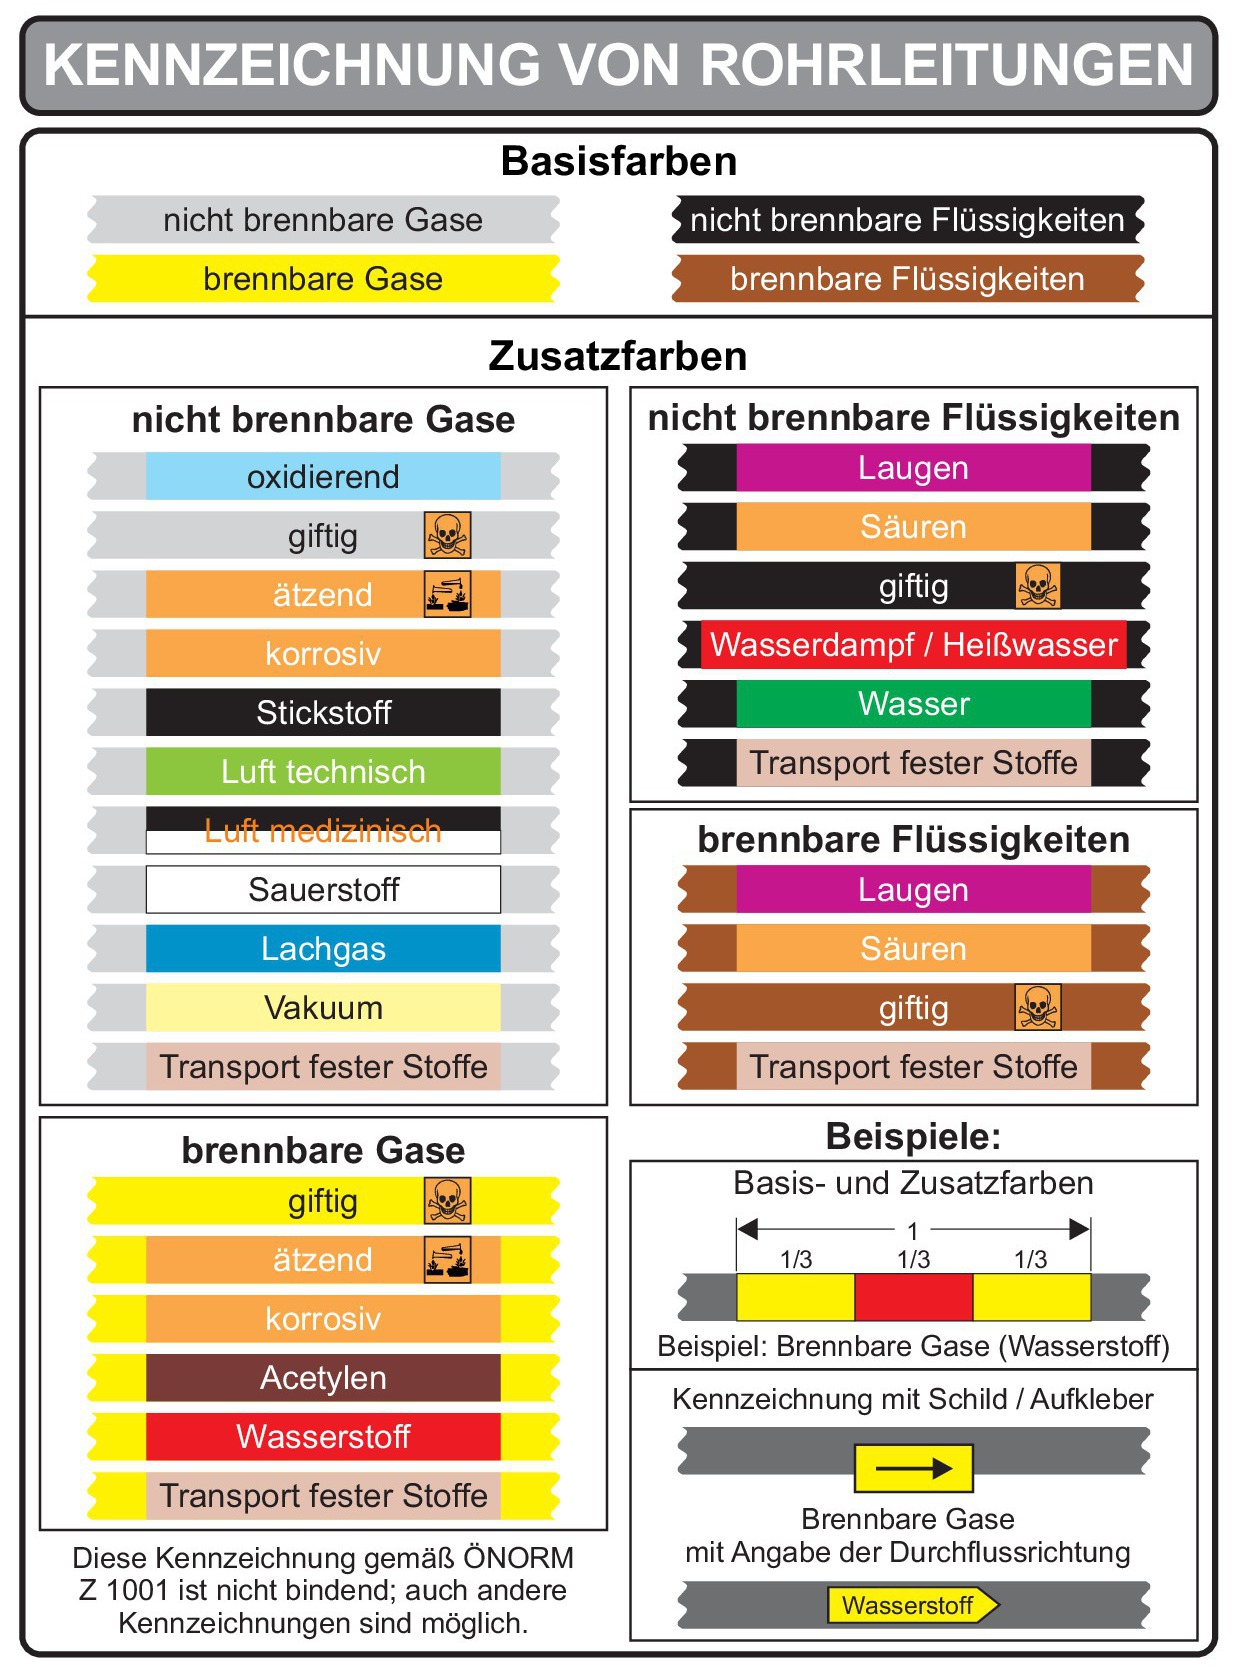 KENNZEICHNUNG VON ROHRLEITUNGEN
Basisfarben
nicht brennbare Gase
brennbare Gase
nicht brennbare Flüssigkeiten
brennbare Flüssigkeiten
Zusatzfarben
nicht brennbare Gase
oxidierend
giftig
ätzend
korrosiv
Stickstoff
Luft technisch
Luft medizinisch
Sauerstoff
Lachgas
Vakuum
Transport fester Stoffe
brennbare Gase
giftig
ätzend
korrosiv
Acetylen
Wasserstoff
Transport fester Stoffe
Diese Kennzeichnung gemäß ÖNORM
Z 1001 ist nicht bindend; auch andere
Kennzeichnungen sind möglich.
nicht brennbare Flüssigkeiten
Laugen
Säuren
giftig
Wasserdampf / Heißwasser
Wasser
Transport fester Stoffe
brennbare Flüssigkeiten
Laugen
Säuren
giftig
Transport fester Stoffe
Beispiele:
Basis- und Zusatzfarben
1
1/3 1/3 1/3
Beispiel: Brennbare Gase (Wasserstoff)
Kennzeichnung mit Schild / Aufkleber
Brennbare Gase
mit Angabe der Durchflussrichtung
Wasserstoff